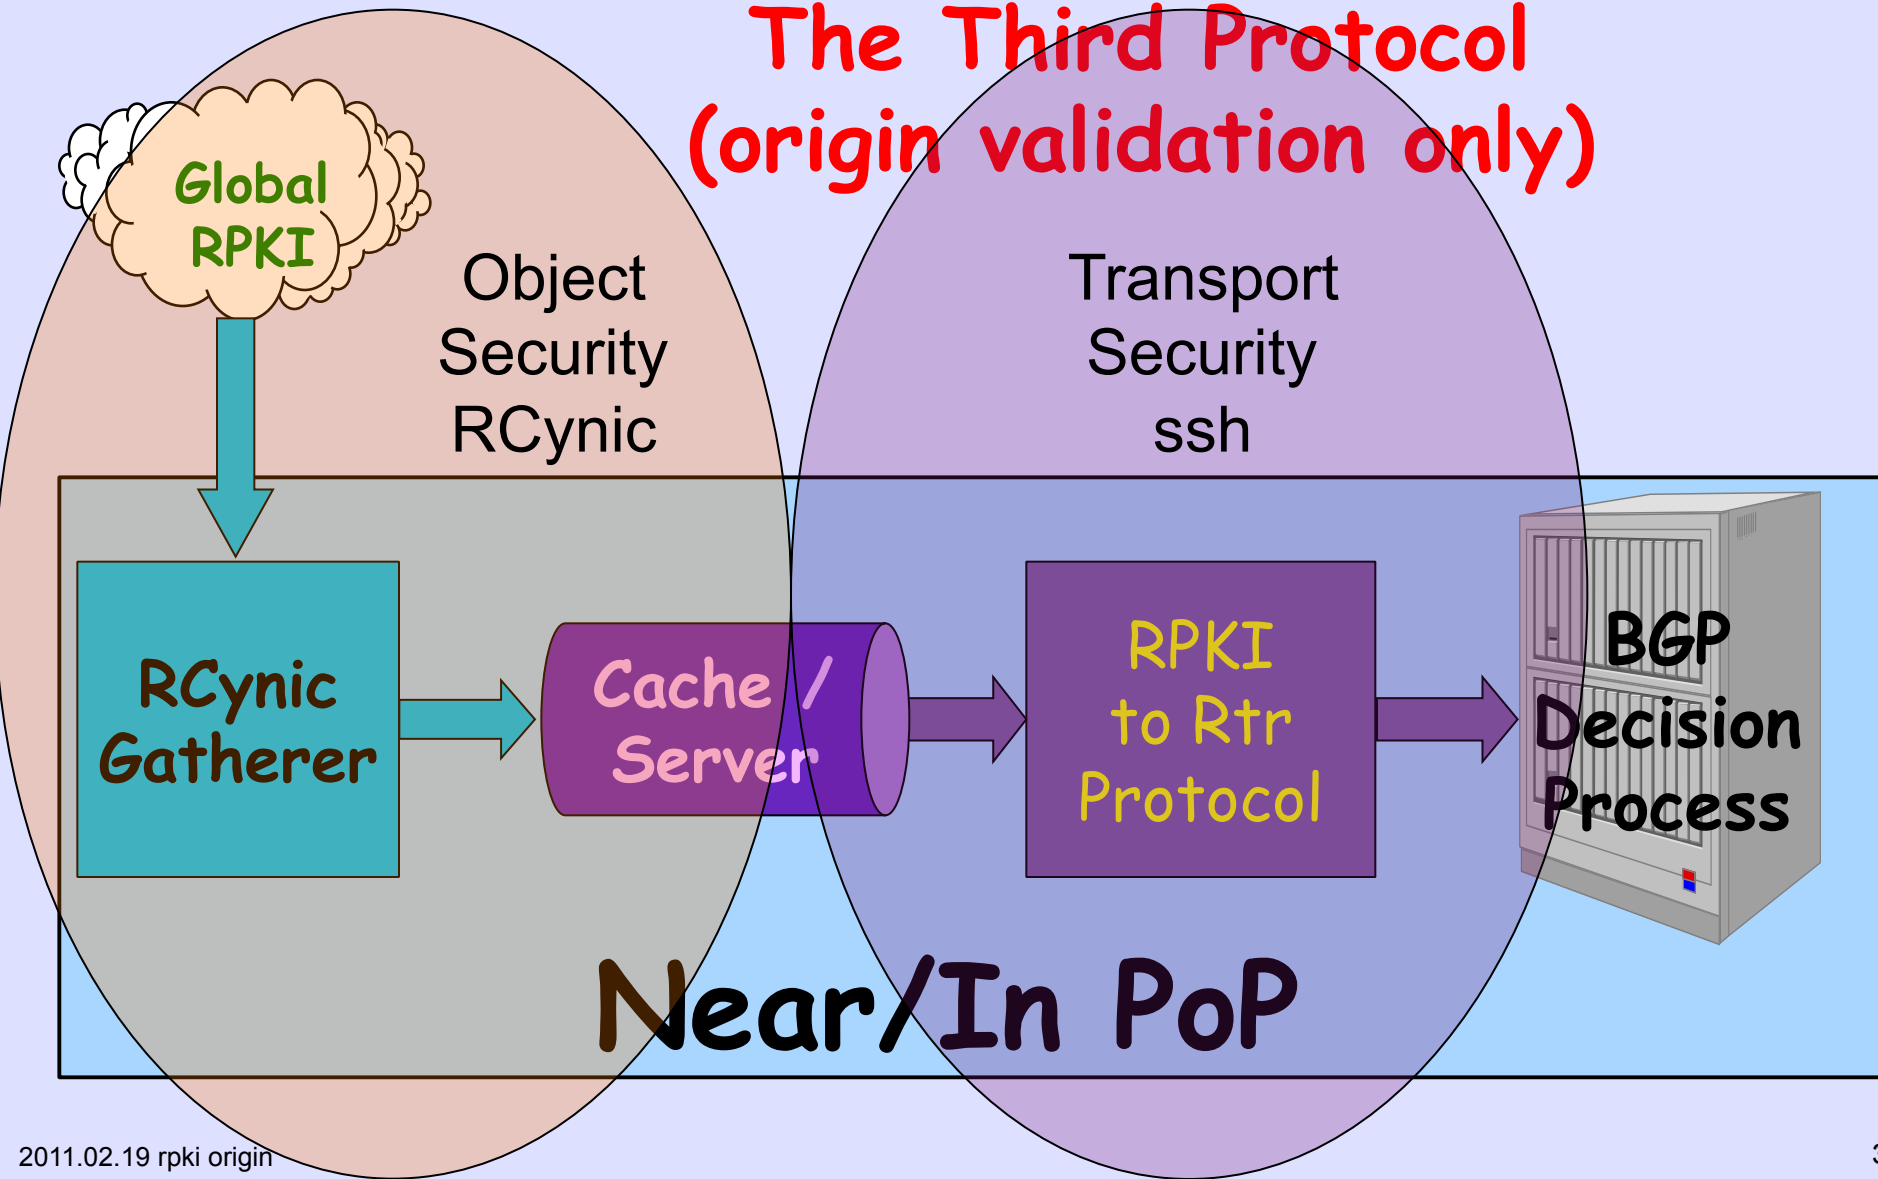 The Third Protocol
(origin validation only)
Global
RPKI
Object
Security
RCynic
Transport
Security
ssh
RCynic
Gatherer
Cache /
Server
RPKI
to Rtr
Protocol
BGP
Decision
Process
Near/In PoP
2011.02.19 rpki origin